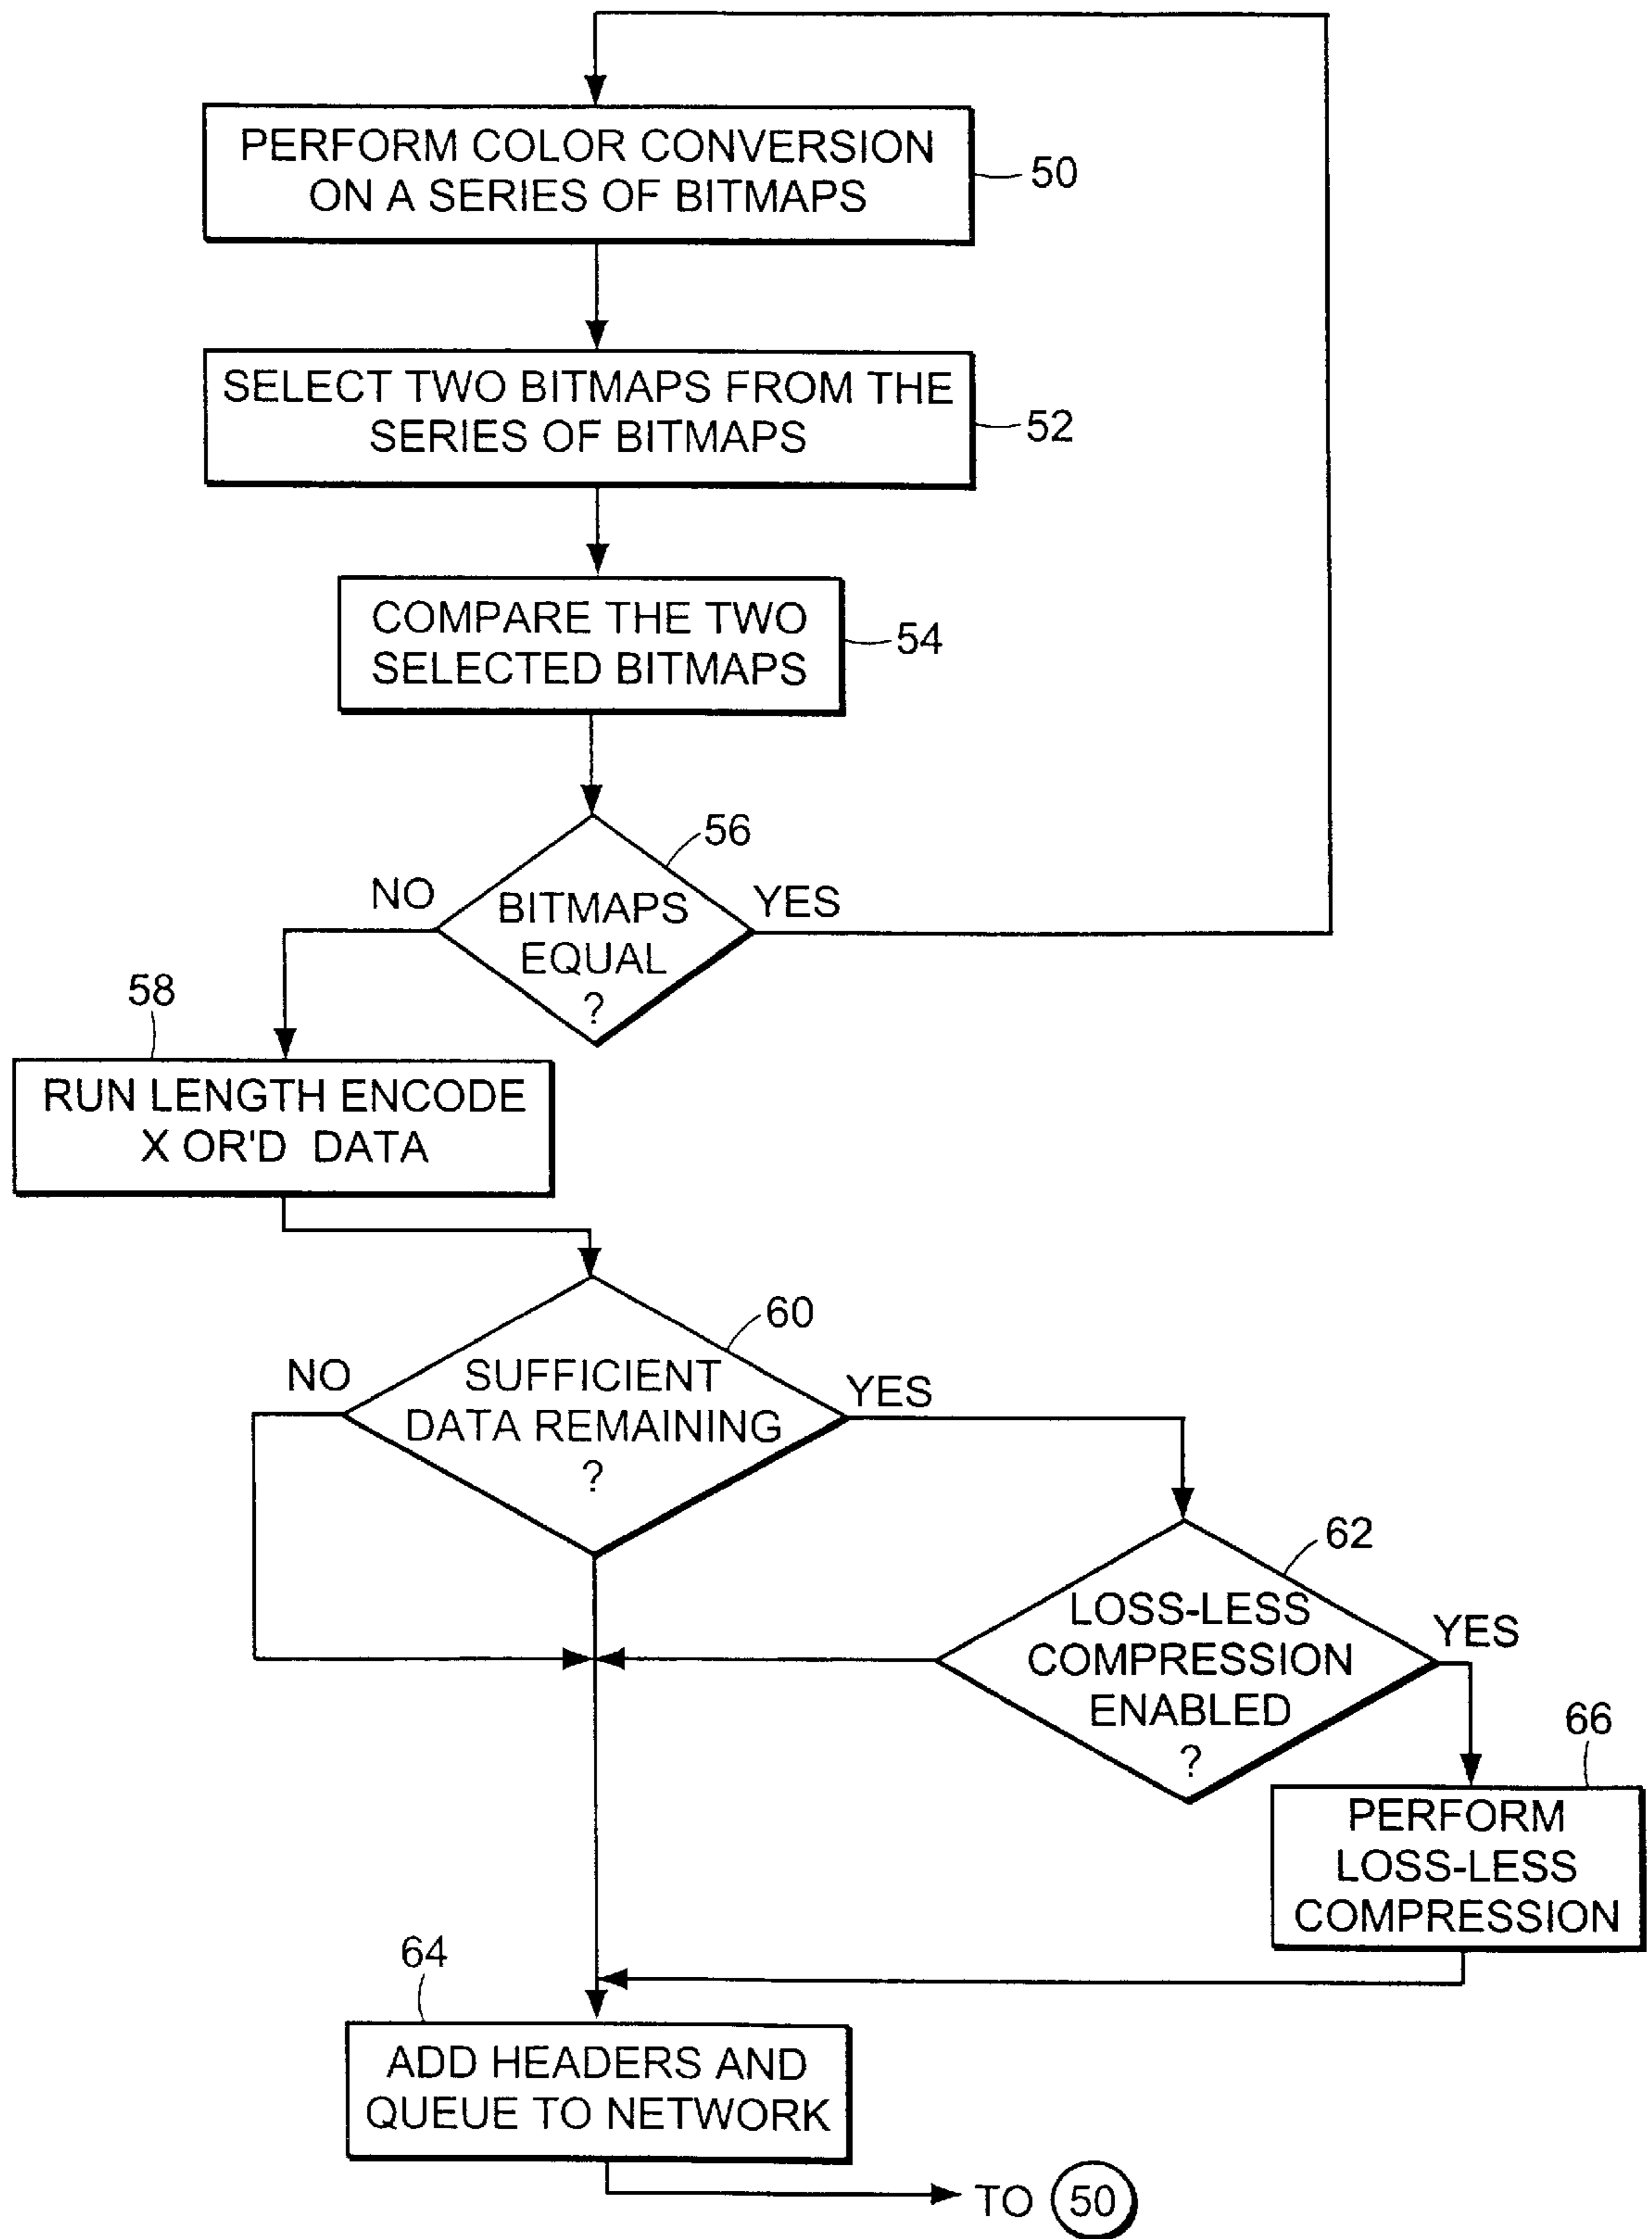 PERFORM COLOR CONVERSION
ON A SERIES OF BITMAPS
50
SELECT TWO BITMAPS FROM THE
SERIES OF BITMAPS
52
COMPARE THE TWO
SELECTED BITMAPS
54
56
NO
BITMAPS
EQUAL
?
YES
58
RUN LENGTH ENCODE
X OR'D DATA
60
NO
SUFFICIENT
DATA REMAINING
?
YES
62
LOSS-LESS
COMPRESSION
ENABLED
?
YES
66
PERFORM
LOSS-LESS
COMPRESSION
64
ADD HEADERS AND
QUEUE TO NETWORK
TO 50